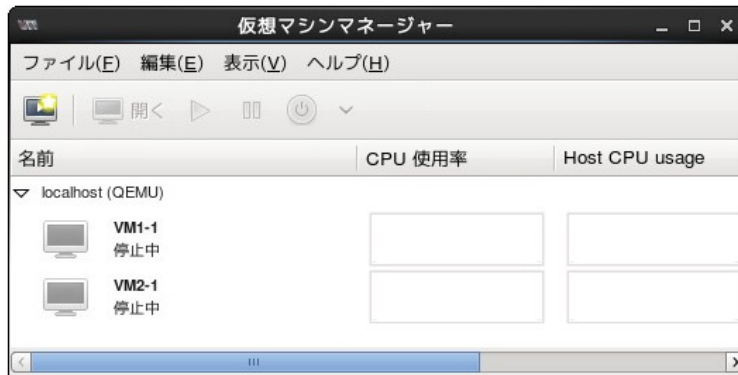 仮想マシンマネージャー
ファイル(F) 編集(E) 表示(V) ヘルプ(H)
開く
名前 CPU 使用率 Host CPU usage
localhost (QEMU)
VM1-1
停止中
VM2-1
停止中